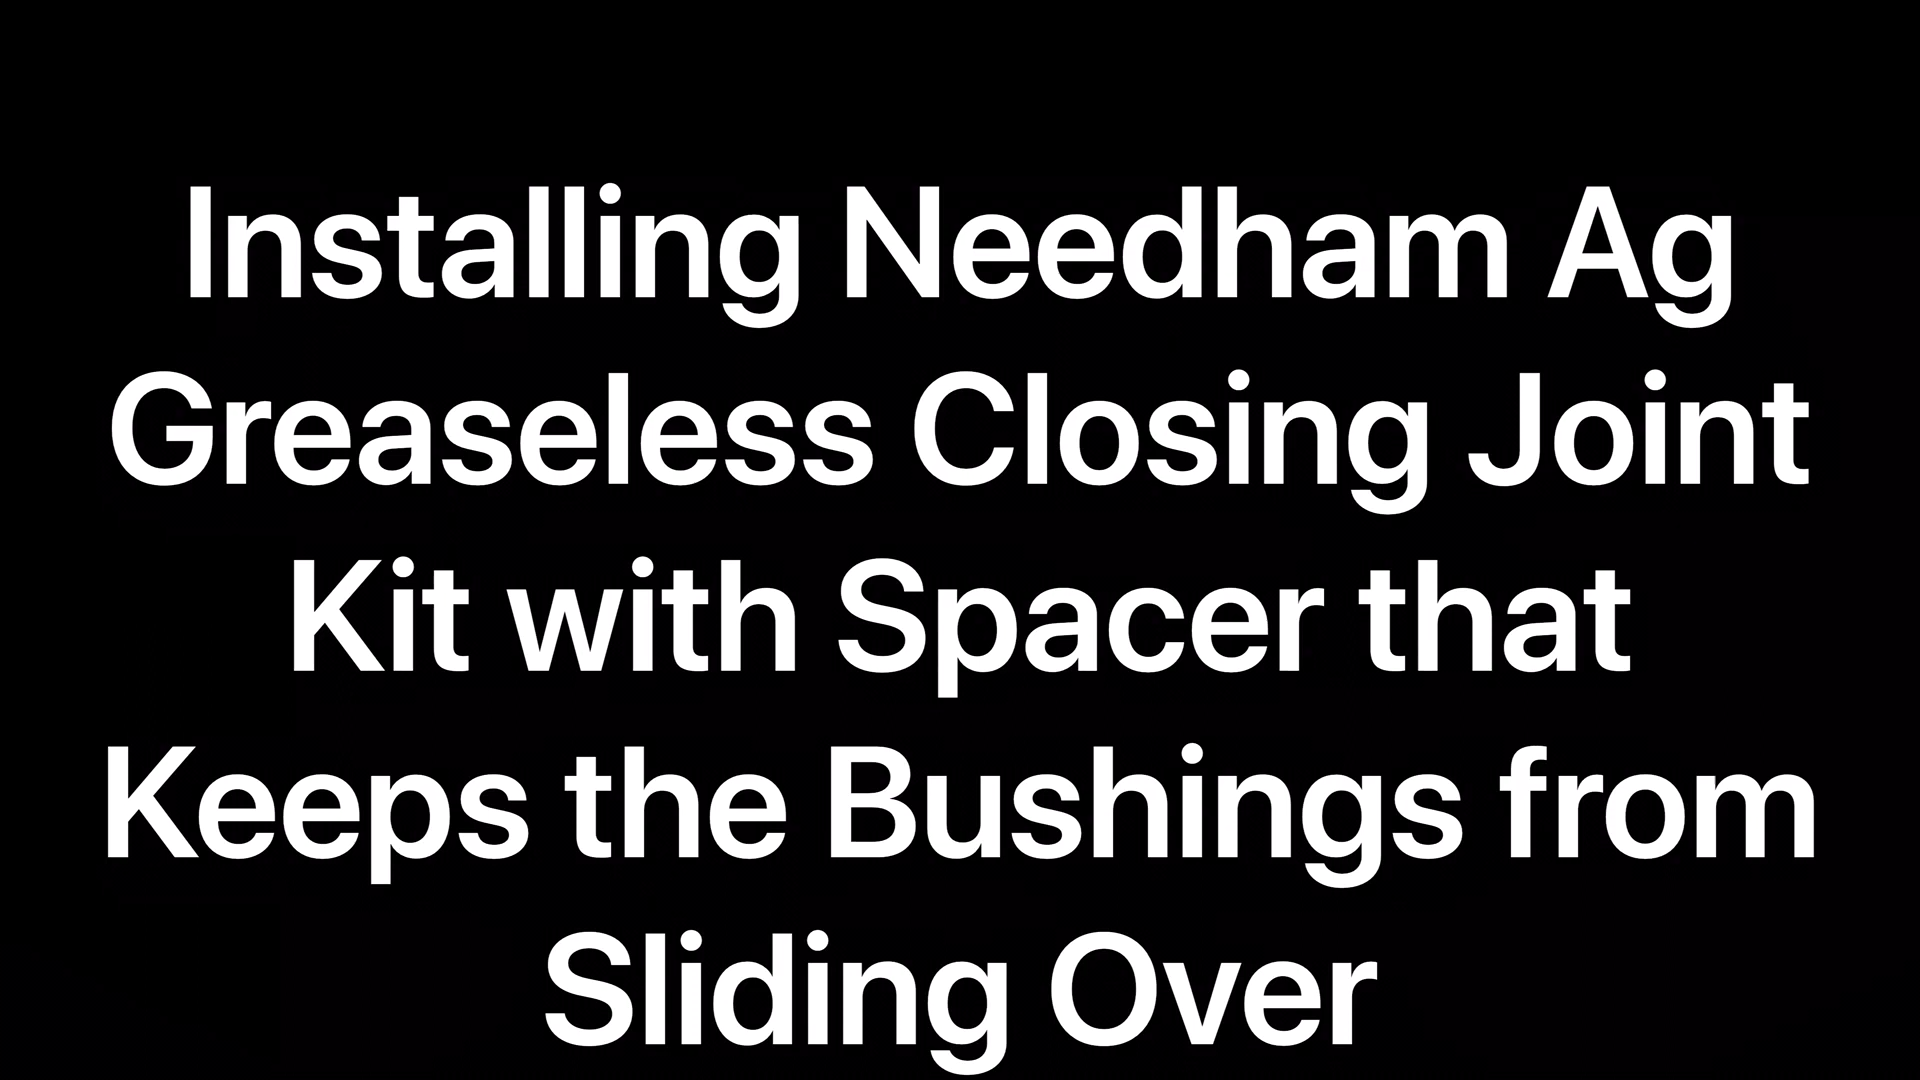 Installing Needham Ag
Greaseless Closing Joint
Kit with Spacer that
Keeps the Bushings from
Sliding Over